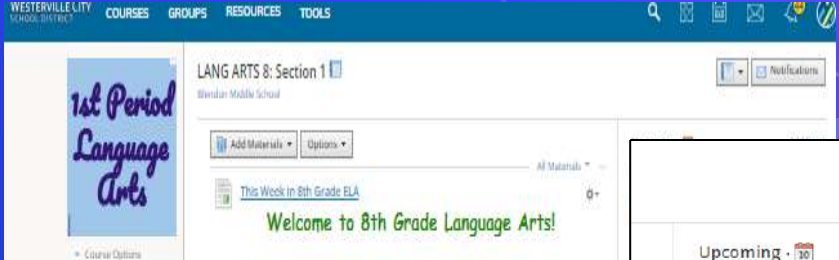 WESTERVILLE CITY
SCHOOL DISTRICT
COURSES GROUPS RESOURCES TOOLS
LANG ARTS 8: Section 1
Middle School
Notifications
1st Period
Language
Arts
Add Materials Options
All Materials
This Week in 8th Grade ELA
Welcome to 8th Grade Language Arts!
Course Options
Upcoming · 10